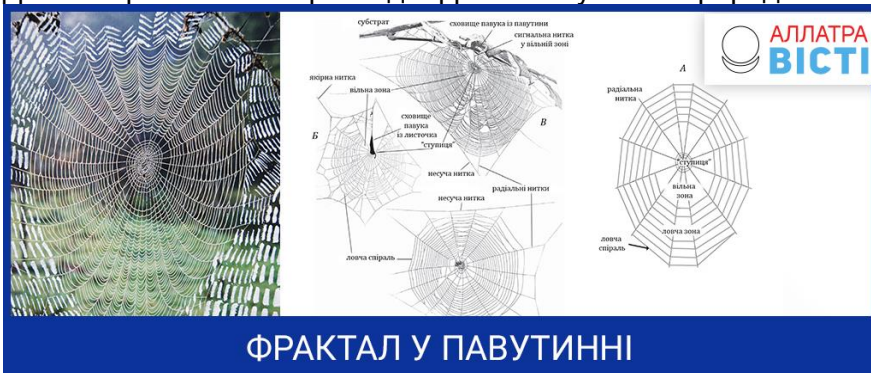 субстрат
сховище павука із павутини
сигнальна нитка
у вільній зоні
якірна нитка
вільна зона
сховище
павука
із листочка
"ступиця"
Б
В
несуча нитка
радіальні нитки
несуча нитка
ловча спіраль
АЛЛАТРА
ВІСТІ
А
радіальна
нитка
"ступиця"
вільна
зона
ловча зона
ловча
спіраль
ФРАКТАЛ У ПАВУТИННІ